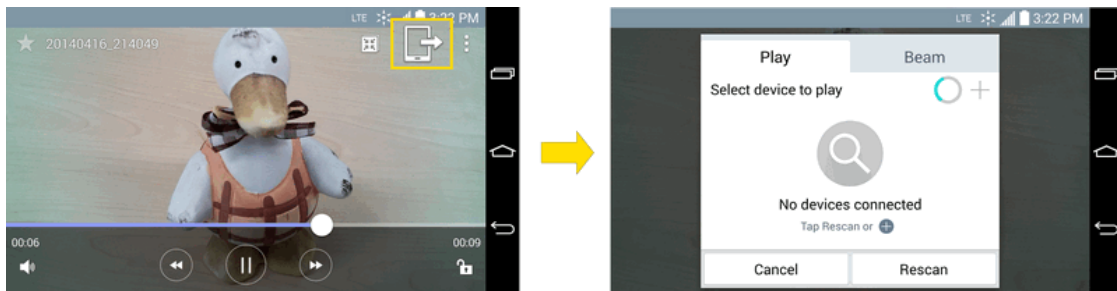 LTE 3:22 PM
20140416_214049
00:06
00:09
LTE 3:22 PM
Play
Beam
Select device to play
No devices connected
Tap Rescan or
Cancel
Rescan